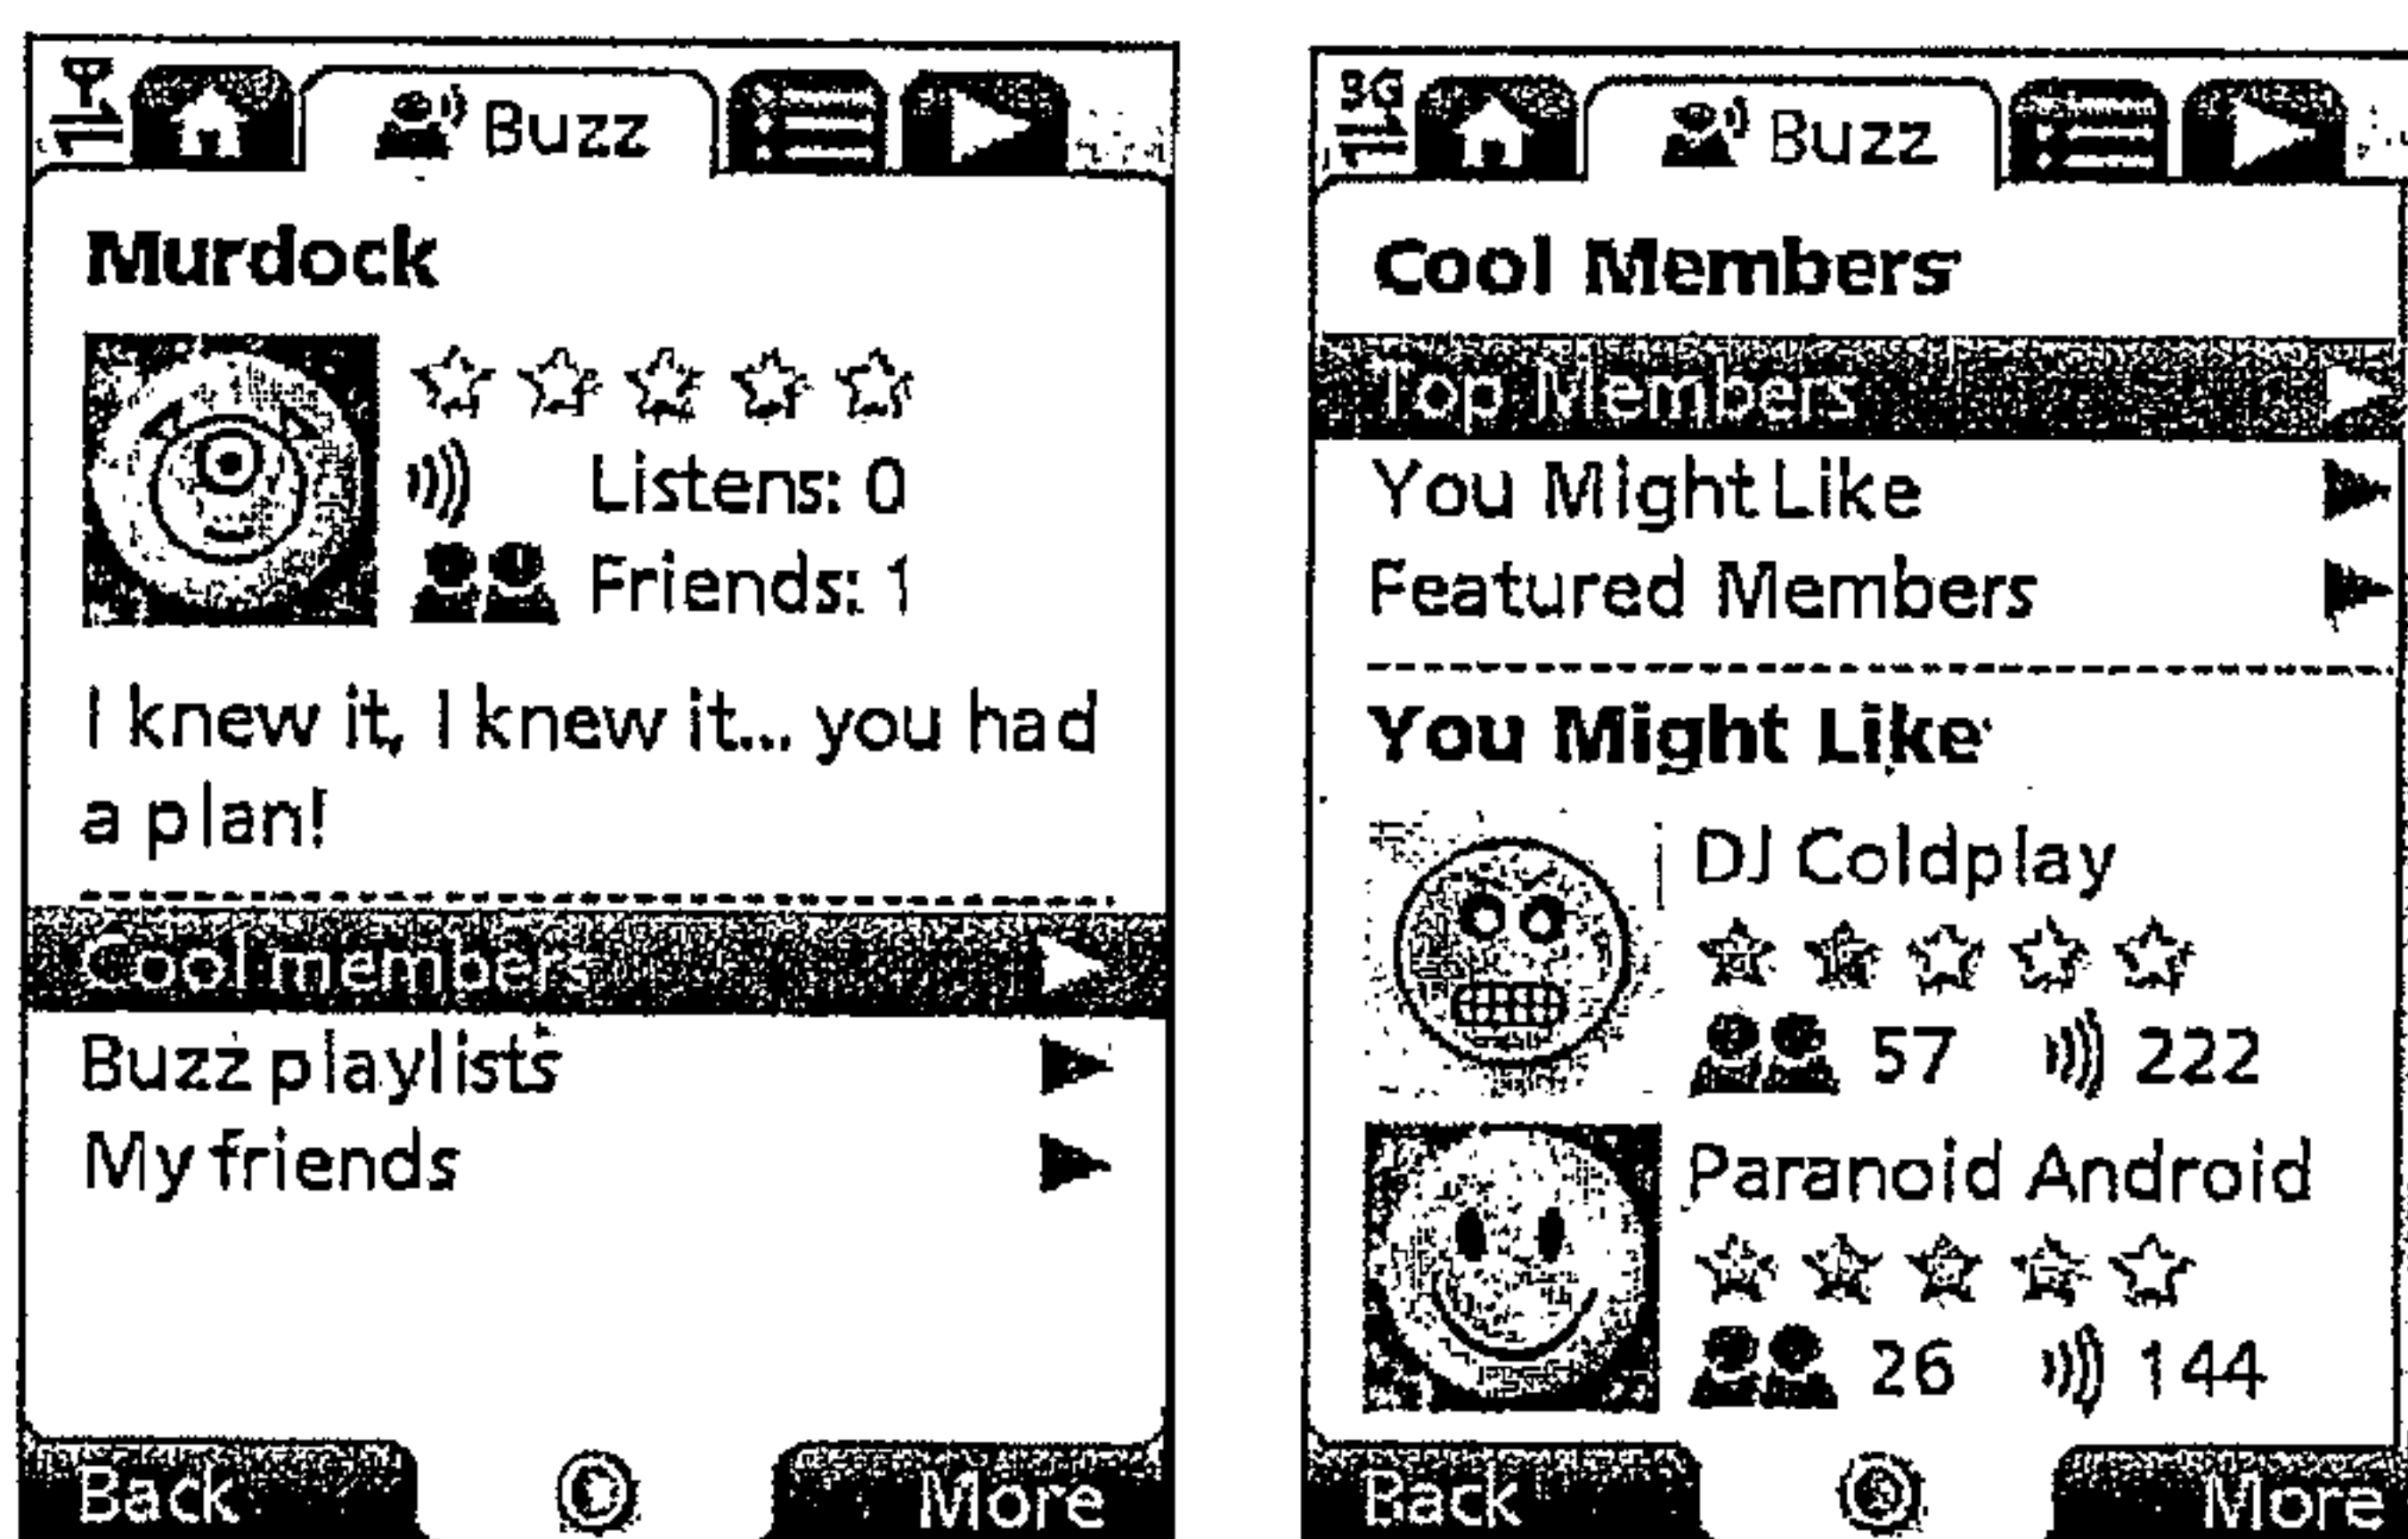 Buzz
Murdock
Listens: 0
Friends: 1
I knew it, I knew it... you had
a plan!
Cool members
Buzz playlists
My friends
Back
More
3G
Buzz
Cool Members
Top Members
You Might Like
Featured Members
You Might Like
DJ Coldplay
57 222
Paranoid Android
26 144
Back
More